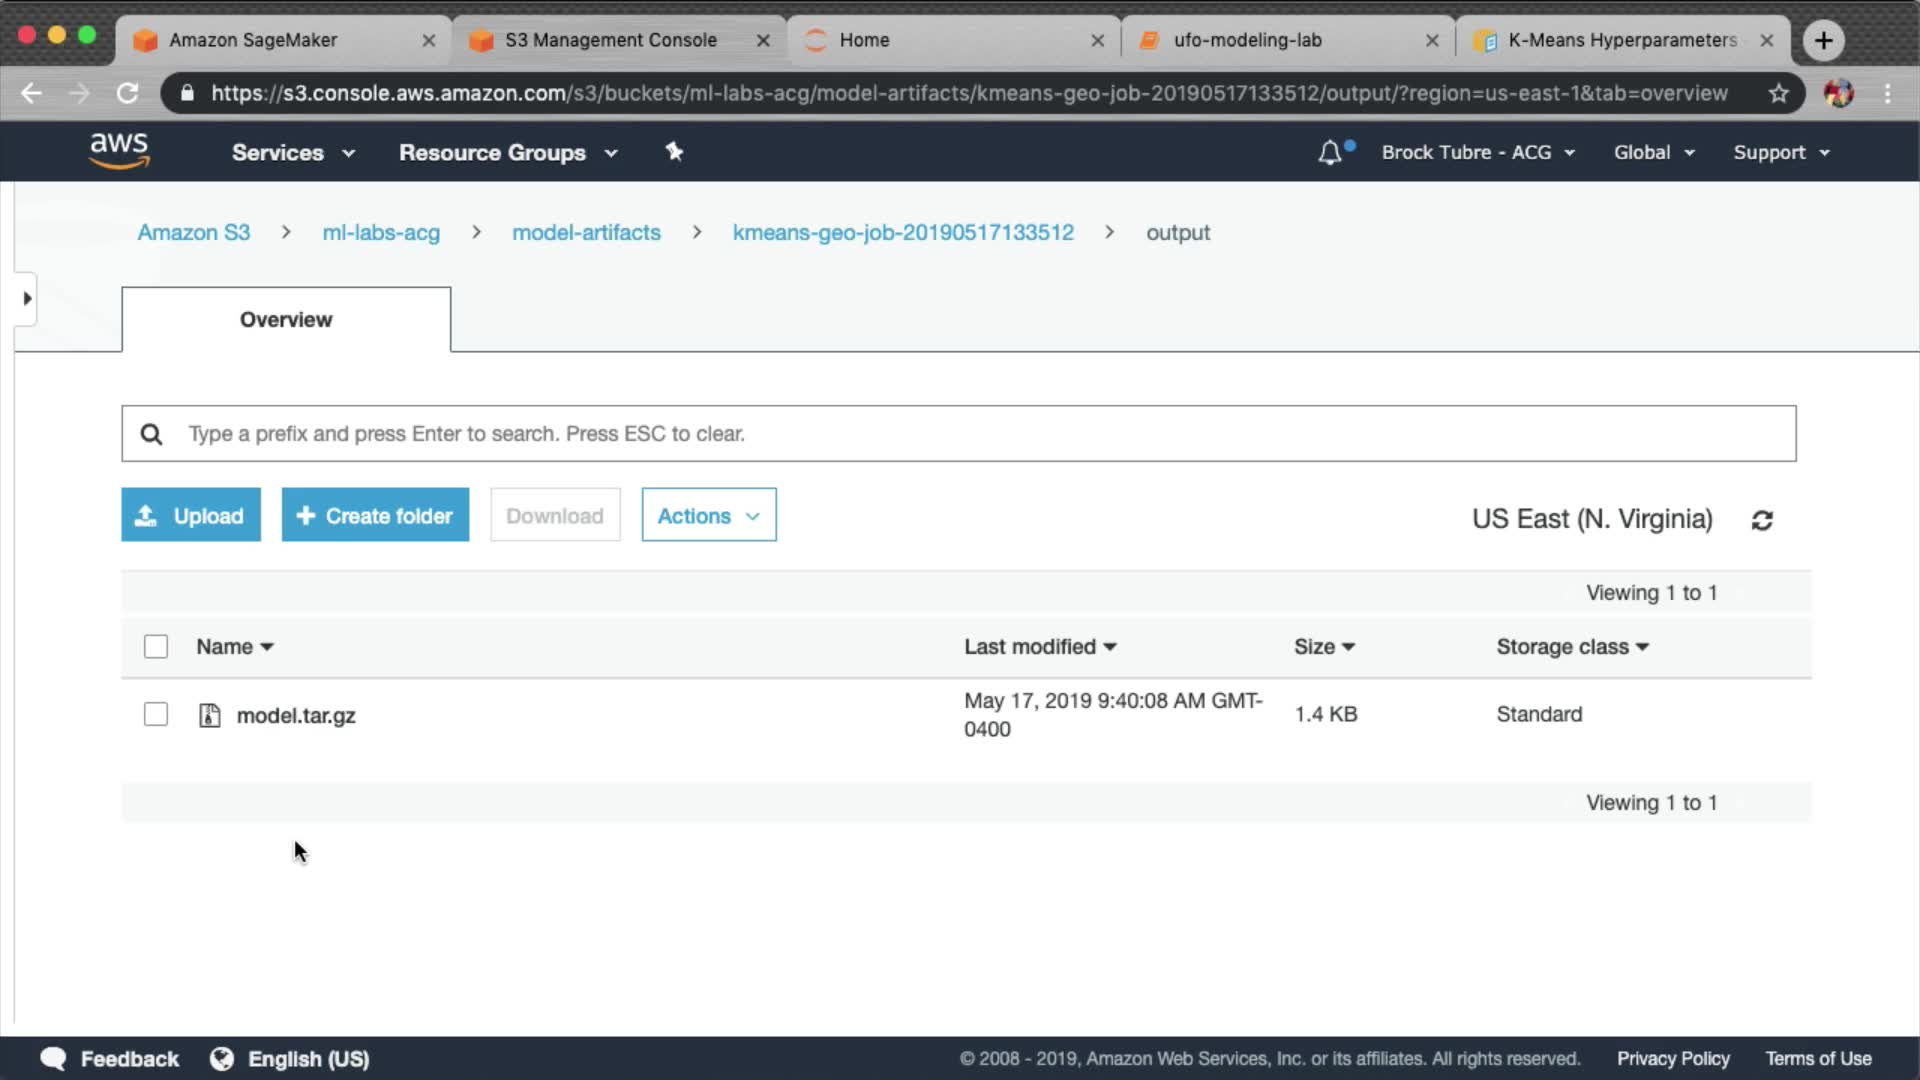 Amazon SageMaker
S3 Management Console
Home
ufo-modeling-lab
K-Means Hyperparameters
https://s3.console.aws.amazon.com/s3/buckets/ml-labs-acg/model-artifacts/kmeans-geo-job-20190517133512/output/?region=us-east-1&tab=overview
aws
Services
Resource Groups
Brock Tubre - ACG
Global
Support
Amazon S3 > ml-labs-acg > model-artifacts > kmeans-geo-job-20190517133512 > output
Overview
Type a prefix and press Enter to search. Press ESC to clear.
Upload
+ Create folder
Download
Actions
US East (N. Virginia)
Viewing 1 to 1
Name
Last modified
Size
Storage class
model.tar.gz
May 17, 2019 9:40:08 AM GMT-
0400
1.4 KB
Standard
Viewing 1 to 1
Feedback
English (US)
© 2008 - 2019, Amazon Web Services, Inc. or its affiliates. All rights reserved.
Privacy Policy
Terms of Use